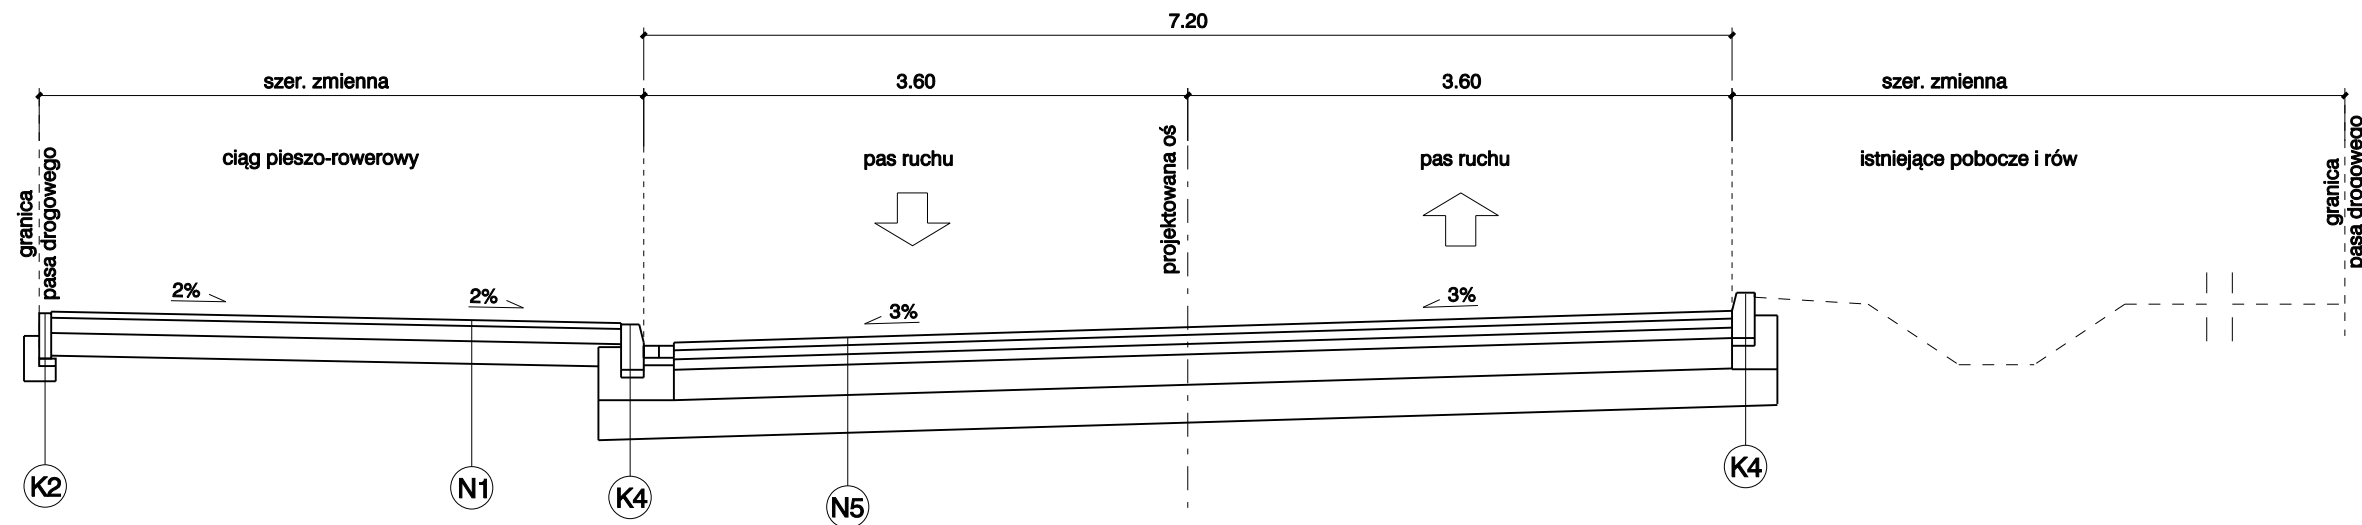 7.20
szer. zmienna
3.60
3.60
szer. zmienna
ciąg pieszo-rowerowy
pas ruchu
pas ruchu
istniejące pobocze i rów
granica
pasa drogowego
projektowana oś
granica
pasa drogowego
2%
2%
3%
3%
K2
N1
K4
N5
K4